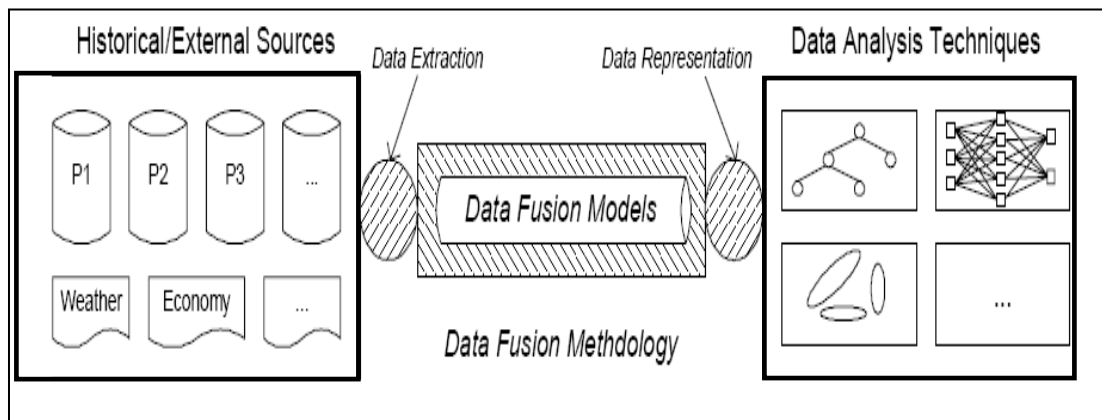 Historical/External Sources
Data Extraction
Data Representation
Data Analysis Techniques
P1
P2
P3
...
Weather
Economy
...
Data Fusion Models
...
Data Fusion Methdology